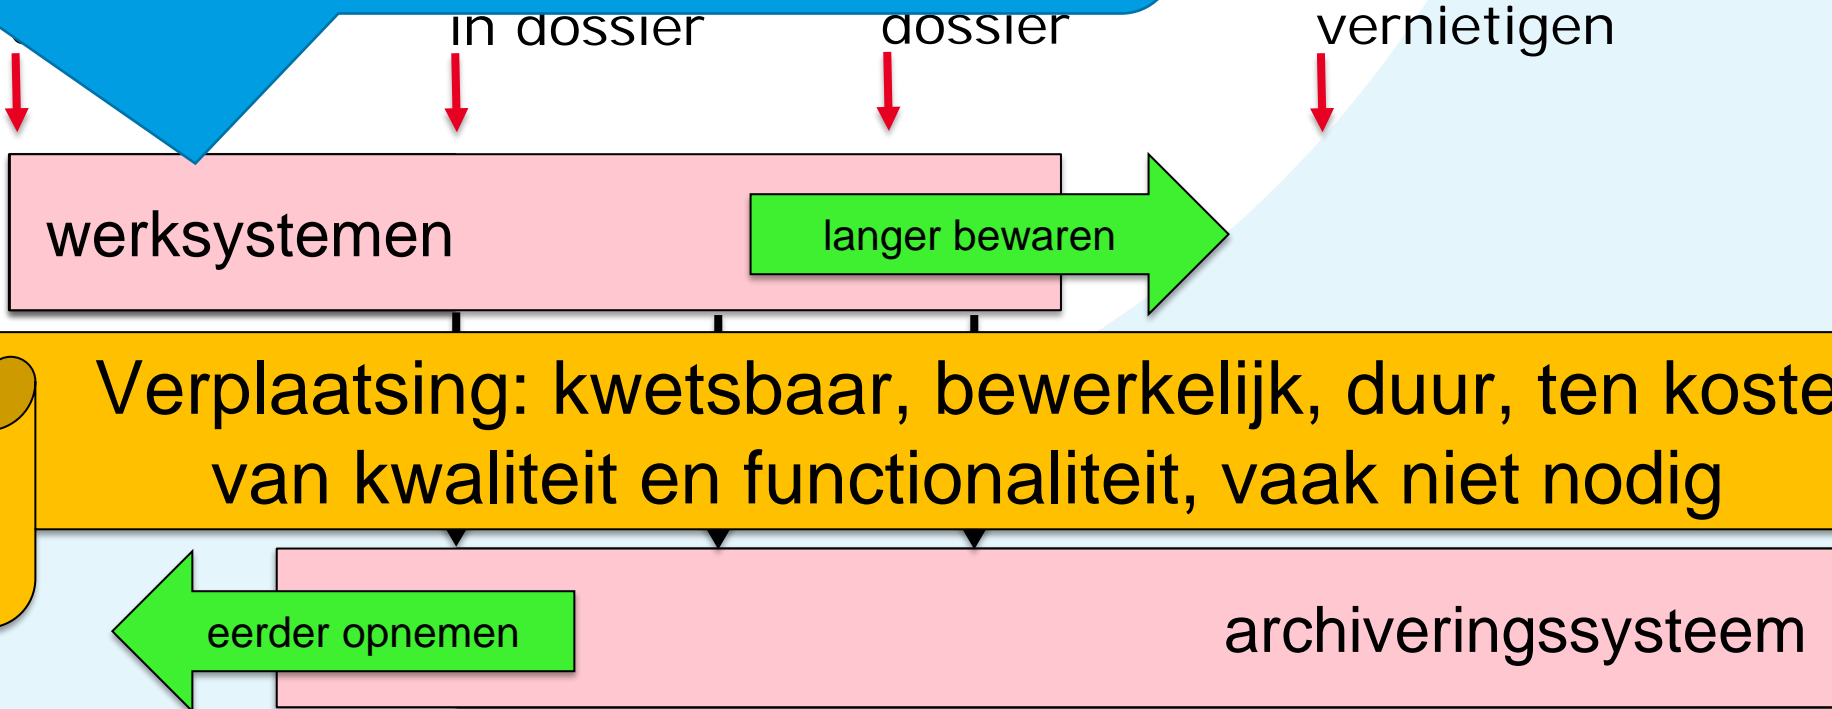 in dossier
dossier
vernietigen
werksystemen
langer bewaren
Verplaatsing: kwetsbaar, bewerkelijk, duur, ten koste
van kwaliteit en functionaliteit, vaak niet nodig
eerder opnemen
archiveringssysteem